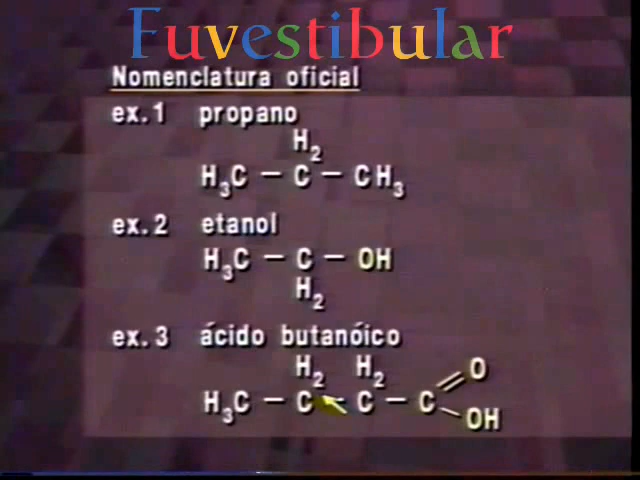 Fuvestibular
Nomenclatura oficial
ex.1 propano
H2
H3C — C — CH3
ex.2 etanol
H3C — C — OH
H2
ex.3 ácido butanóico
H2 H2 O
H3C — C — C — C
OH